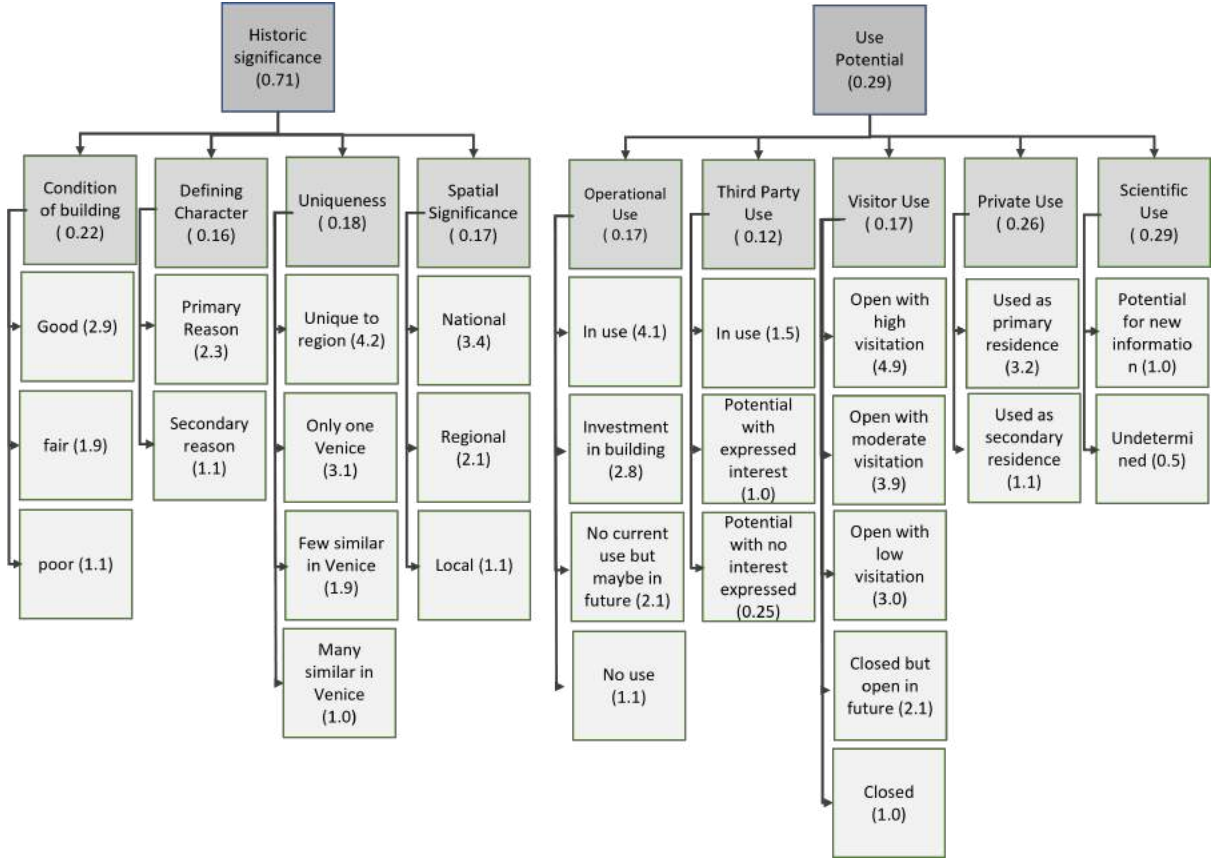 Historic
significance
(0.71)
Use
Potential
(0.29)
Condition
of building
( 0.22)
Defining
Character
( 0.16)
Uniqueness
( 0.18)
Spatial
Significance
( 0.17)
Operational
Use
( 0.17)
Third Party
Use
( 0.12)
Visitor Use
( 0.17)
Private Use
( 0.26)
Scientific
Use
( 0.29)
Good (2.9)
Primary
Reason
(2.3)
Unique to
region (4.2)
National
(3.4)
In use (4.1)
In use (1.5)
Open with
high
visitation
(4.9)
Used as
primary
residence
(3.2)
Potential
for new
informatio
n (1.0)
fair (1.9)
Secondary
reason
(1.1)
Only one
Venice
(3.1)
Regional
(2.1)
Investment
in building
(2.8)
Potential
with
expressed
interest
(1.0)
Open with
moderate
visitation
(3.9)
Used as
secondary
residence
(1.1)
Undetermi
ned (0.5)
poor (1.1)
Few similar
in Venice
(1.9)
Local (1.1)
No current
use but
maybe in
future (2.1)
Potential
with no
interest
expressed
(0.25)
Open with
low
visitation
(3.0)
Many
similar in
Venice
(1.0)
No use
(1.1)
Closed but
open in
future (2.1)
Closed
(1.0)